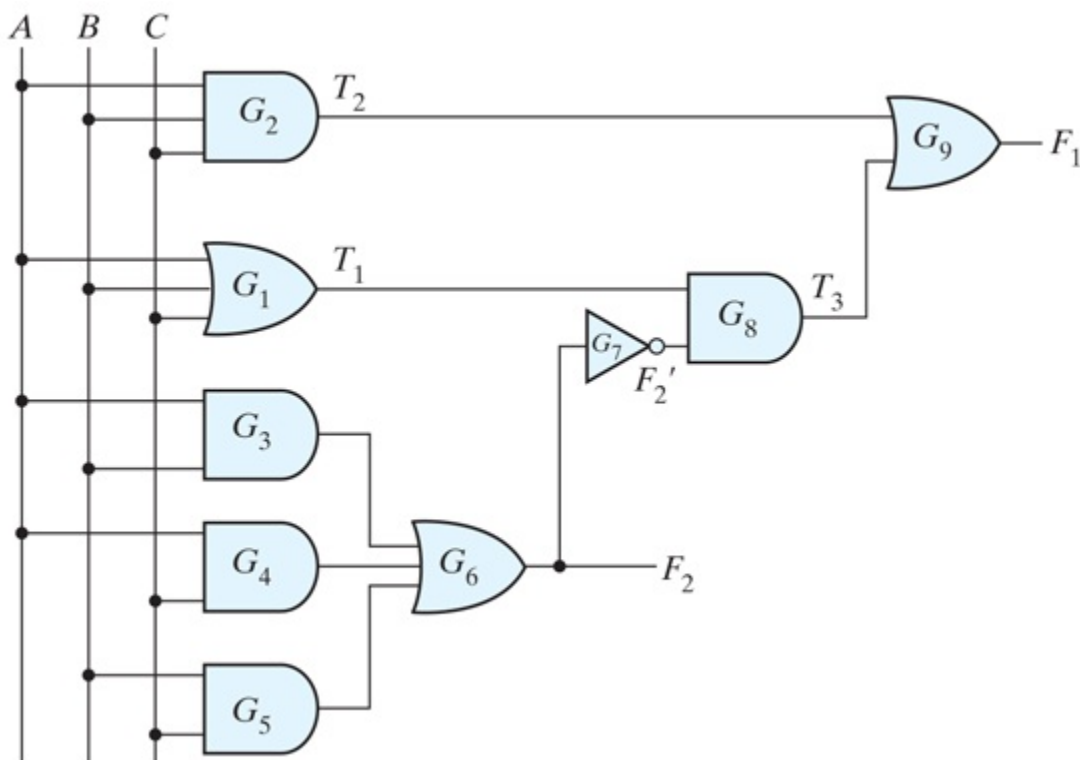 A B C
G₂ T₂
G₉ F₁
G₁ T₁
G₈ T₃
G₇
F₂′
G₃
G₄ G₆ F₂
G₅